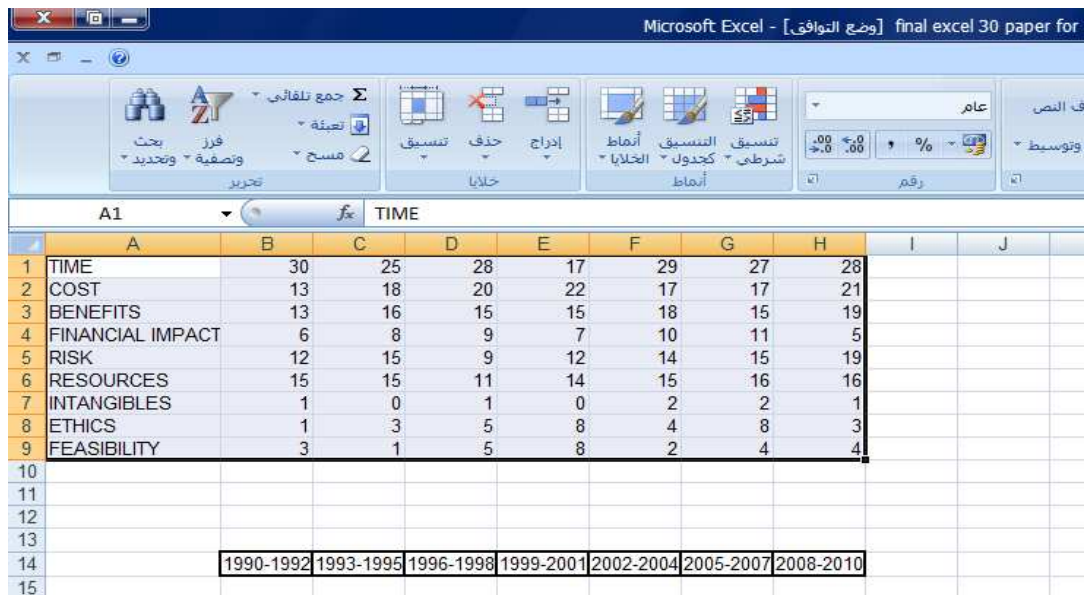 Microsoft Excel - [وضع التوافق] final excel 30 paper for
Σ جمع تلقائي
تعبئة
مسح
فرز وتصفية
بحث وتحديد
تحرير
إدراج
حذف
تنسيق
خلايا
تنسيق شرطي
التنسيق كجدول
أنماط الخلايا
أنماط
عام
% ,
.00 .0
.0 .00
رقم
ف النص
وتوسيط
A1 fx TIME
A B C D E F G H I J
1 TIME 30 25 28 17 29 27 28
2 COST 13 18 20 22 17 17 21
3 BENEFITS 13 16 15 15 18 15 19
4 FINANCIAL IMPACT 6 8 9 7 10 11 5
5 RISK 12 15 9 12 14 15 19
6 RESOURCES 15 15 11 14 15 16 16
7 INTANGIBLES 1 0 1 0 2 2 1
8 ETHICS 1 3 5 8 4 8 3
9 FEASIBILITY 3 1 5 8 2 4 4
10
11
12
13
14 1990-1992 1993-1995 1996-1998 1999-2001 2002-2004 2005-2007 2008-2010
15